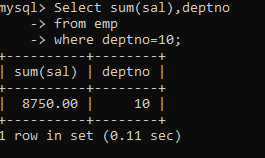 mysql> Select sum(sal),deptno
    -> from emp
    -> where deptno=10;
+----------+--------+
| sum(sal) | deptno |
+----------+--------+
|  8750.00 |     10 |
+----------+--------+
1 row in set (0.11 sec)